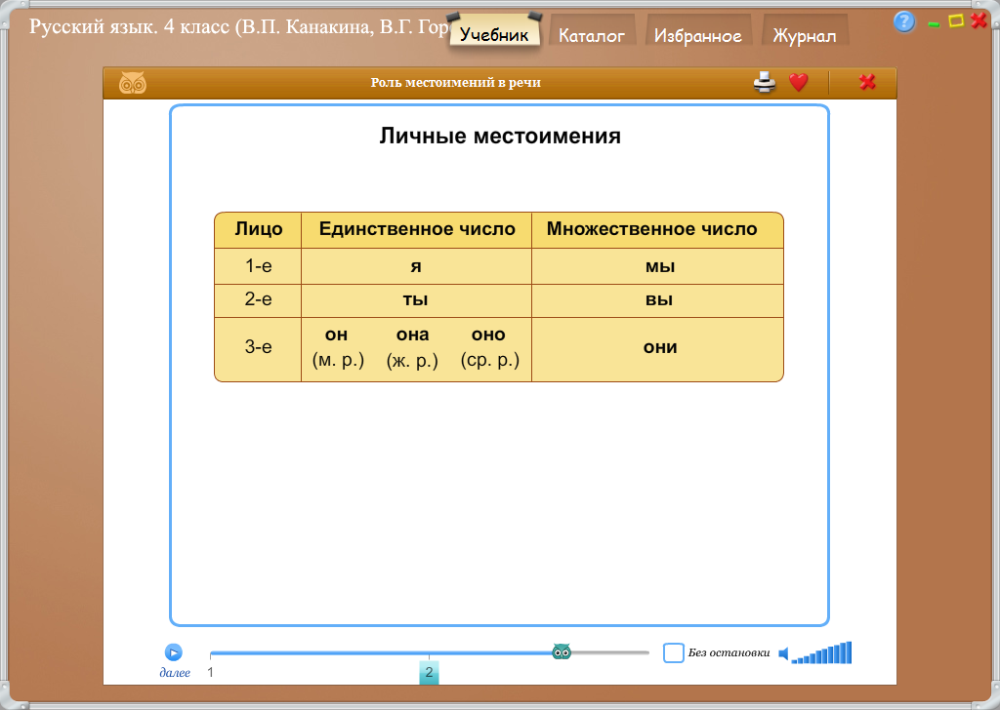 Русский язык. 4 класс (В.П. Канакина, В.Г. Гор
Учебник
Каталог
Избранное
Журнал
?
Роль местоимений в речи
Личные местоимения
Лицо Единственное число Множественное число
1-е я мы
2-е ты вы
3-е он она оно они
(м. р.) (ж. р.) (ср. р.)
далее
1
2
Без остановки